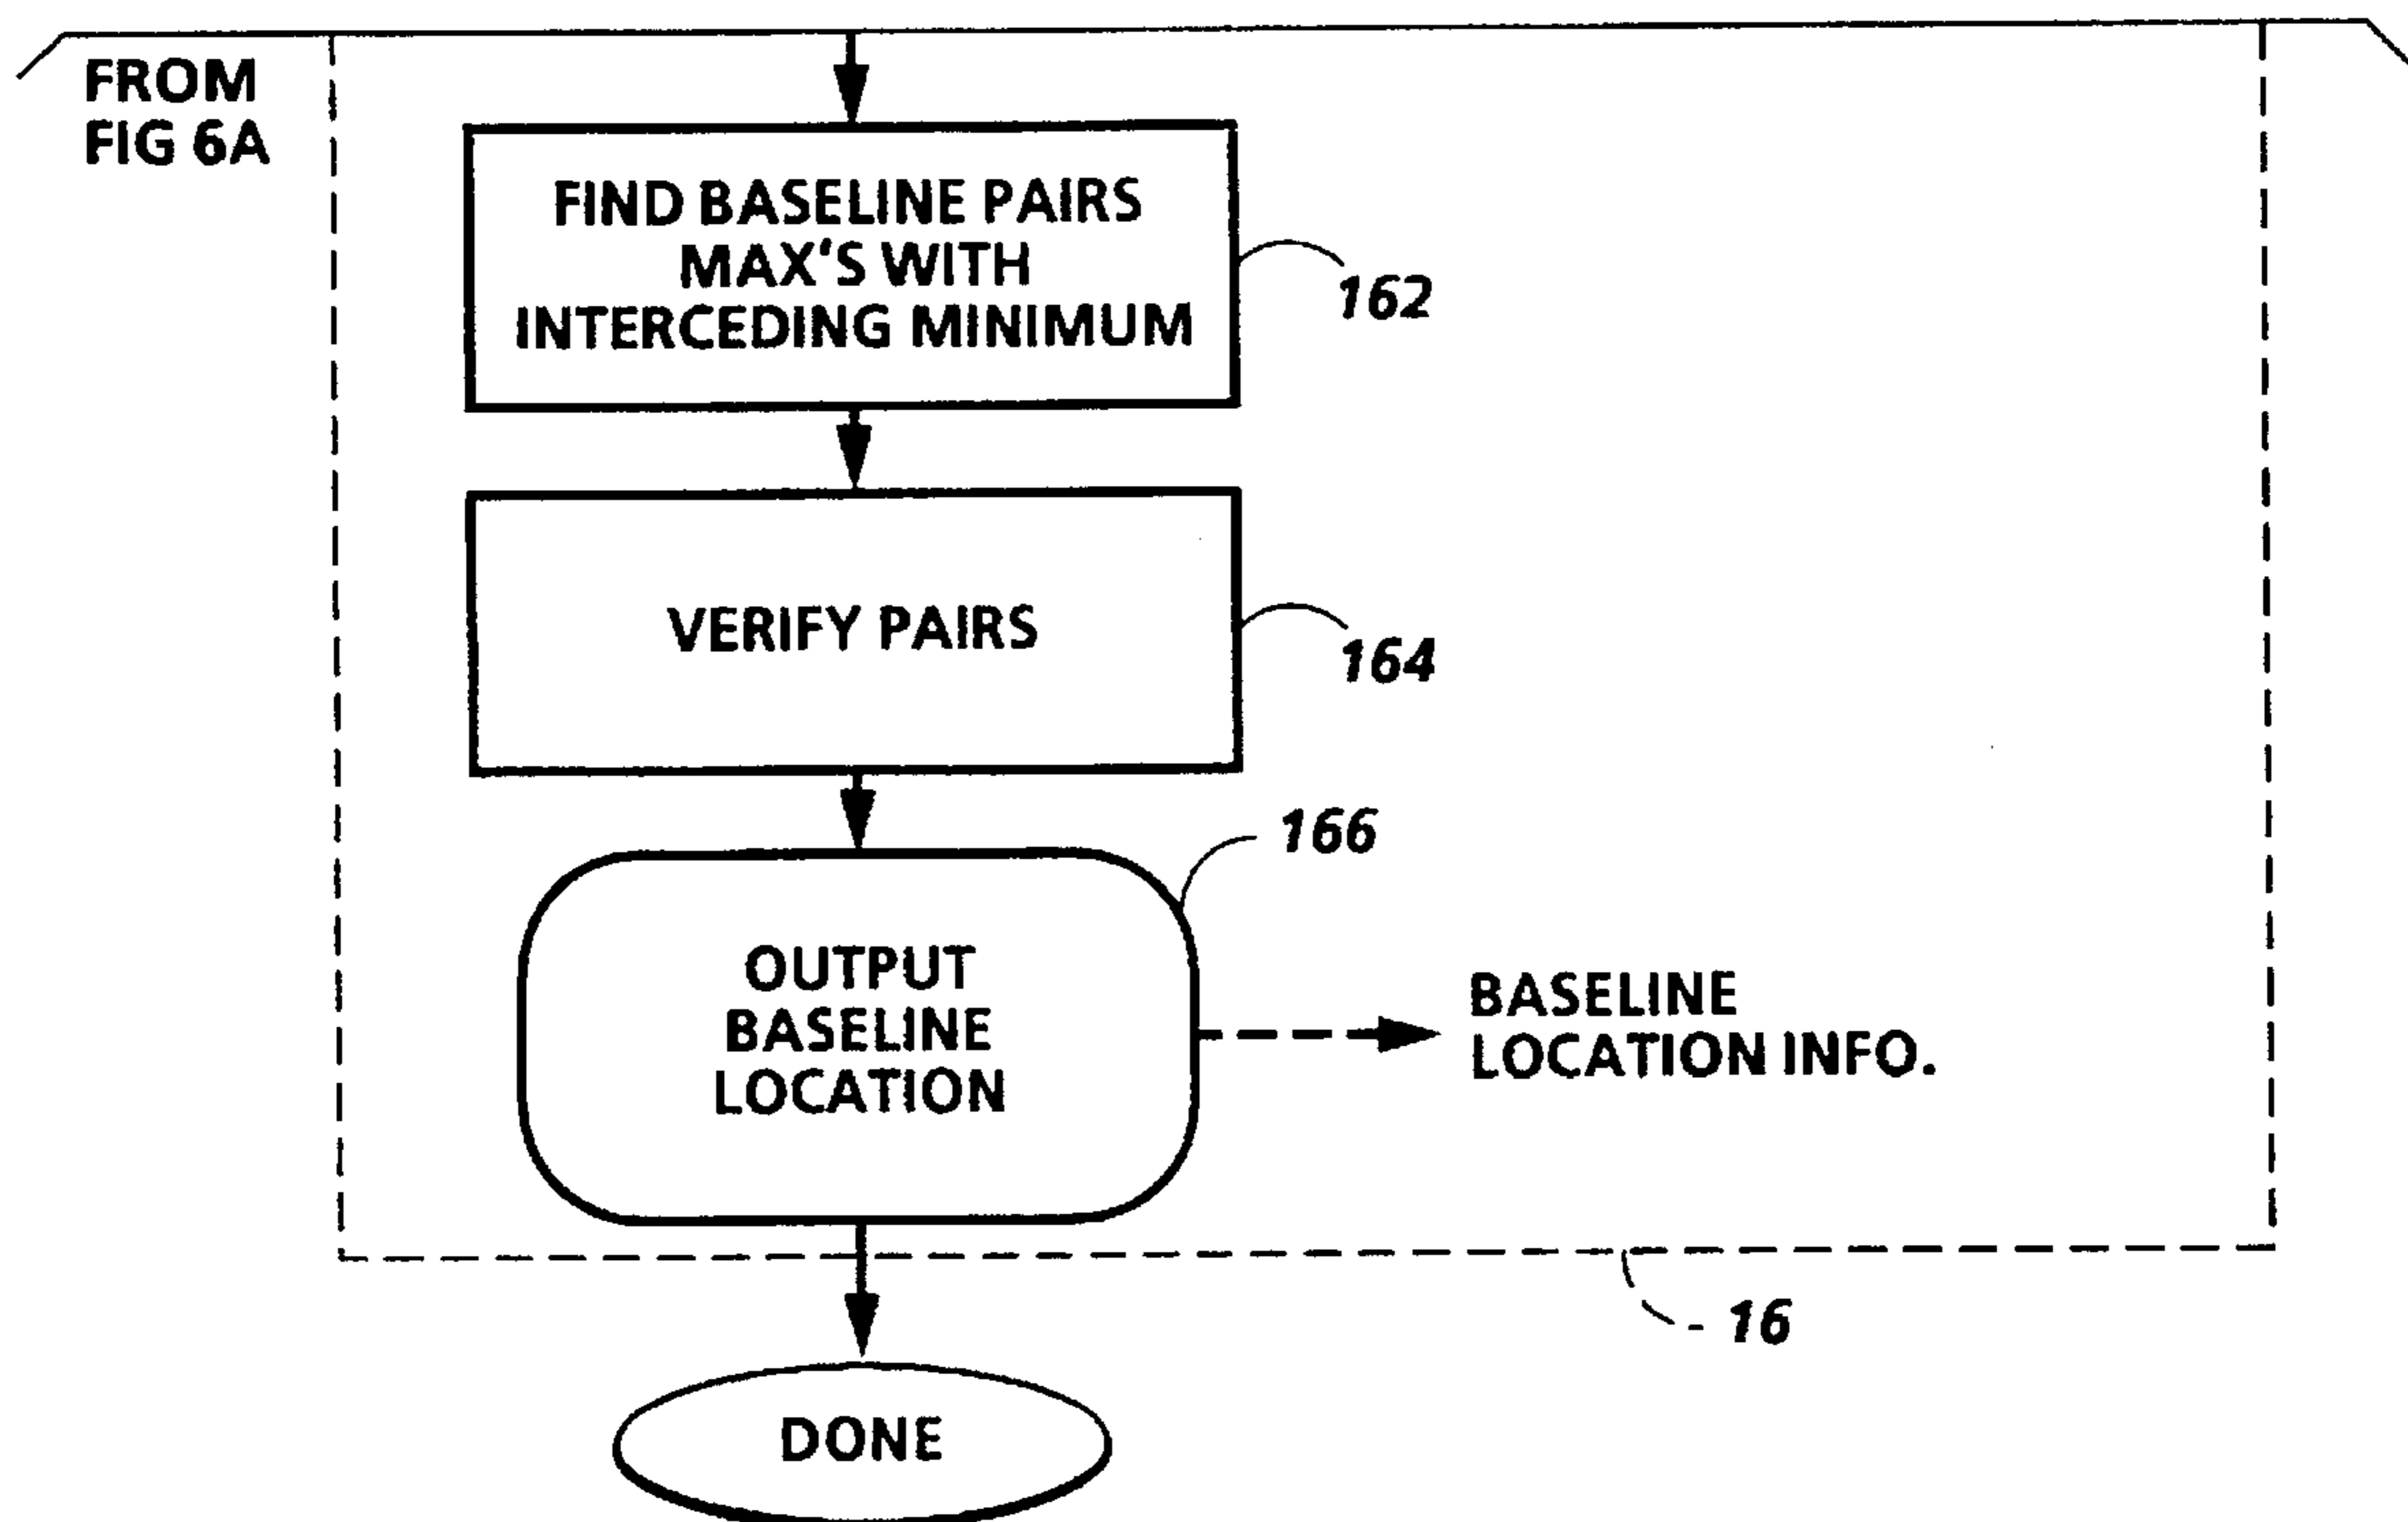 FROM
FIG 6A
FIND BASELINE PAIRS
MAX'S WITH
INTERCEDING MINIMUM
162
VERIFY PAIRS
164
166
OUTPUT
BASELINE
LOCATION
BASELINE
LOCATION INFO.
16
DONE